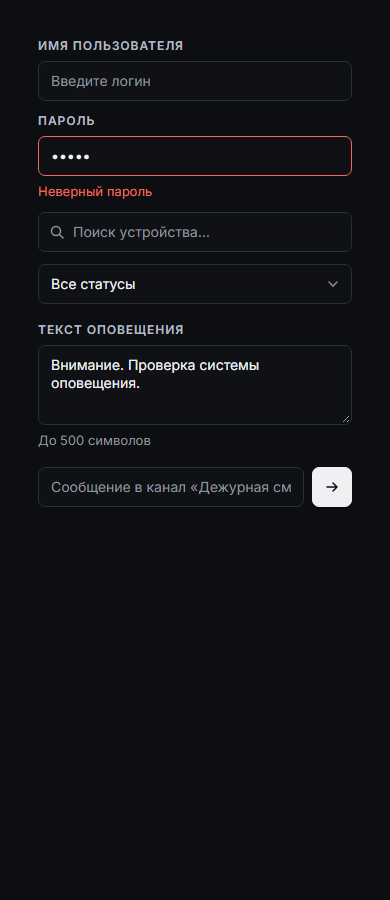 ИМЯ ПОЛЬЗОВАТЕЛЯ
Введите логин
ПАРОЛЬ
•••••
Неверный пароль
Поиск устройства...
Все статусы
ТЕКСТ ОПОВЕЩЕНИЯ
Внимание. Проверка системы
оповещения.
До 500 символов
Сообщение в канал «Дежурная см